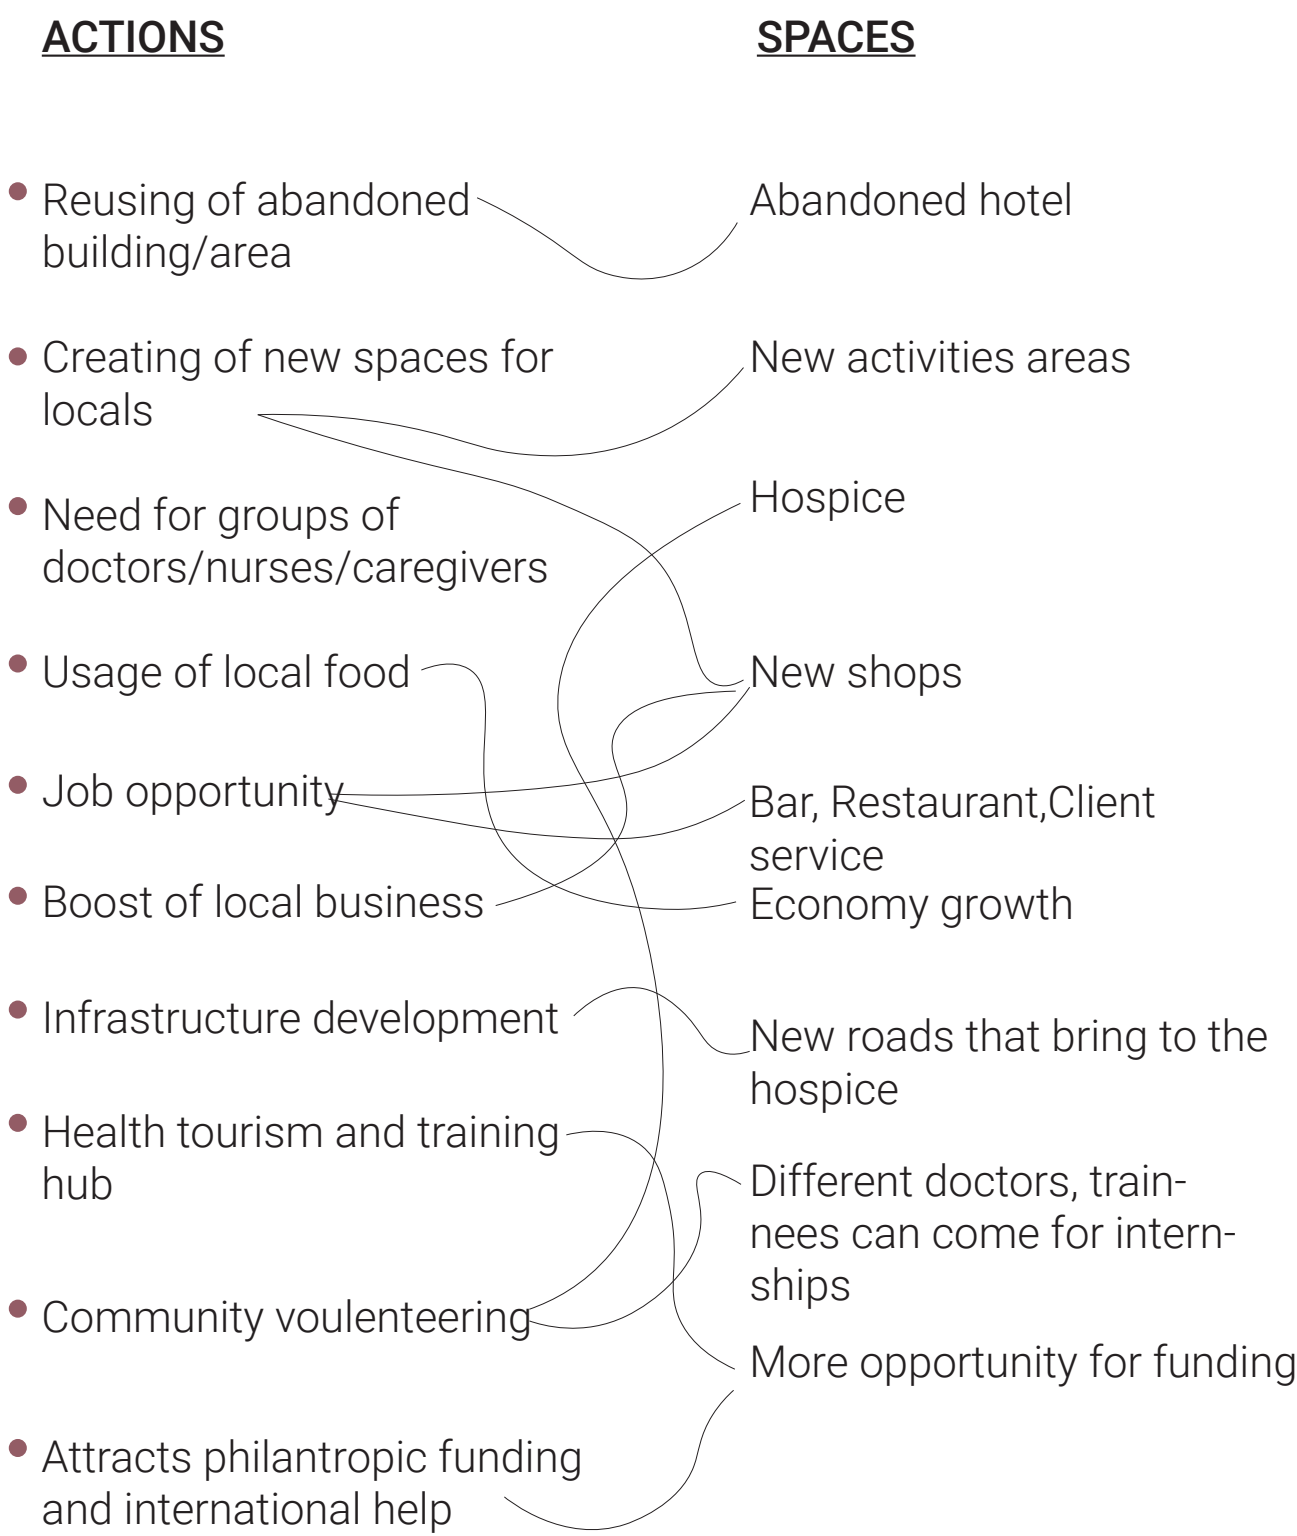 ACTIONS
SPACES
Reusing of abandoned
building/area
Creating of new spaces for
locals
Need for groups of
doctors/nurses/caregivers
Usage of local food
Job opportunity
Boost of local business
Infrastructure development
Health tourism and training
hub
Community voulenteering
Attracts philantropic funding
and international help
Abandoned hotel
New activities areas
Hospice
New shops
Bar, Restaurant,Client
service
Economy growth
New roads that bring to the
hospice
Different doctors, train-
nees can come for intern-
ships
More opportunity for funding